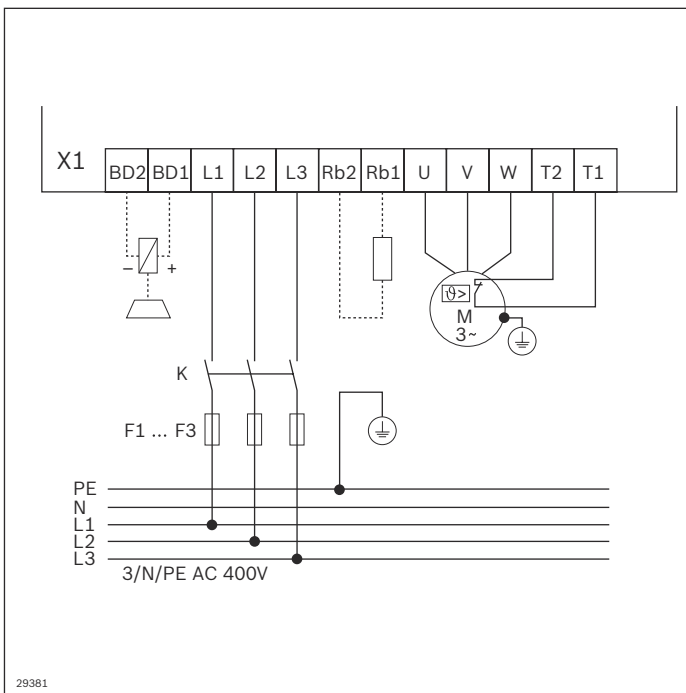 X1
BD2 BD1 L1 L2 L3 Rb2 Rb1 U V W T2 T1
– +
ϑ>
M
3~
K
F1 ... F3
PE
N
L1
L2
L3
3/N/PE AC 400V
29381